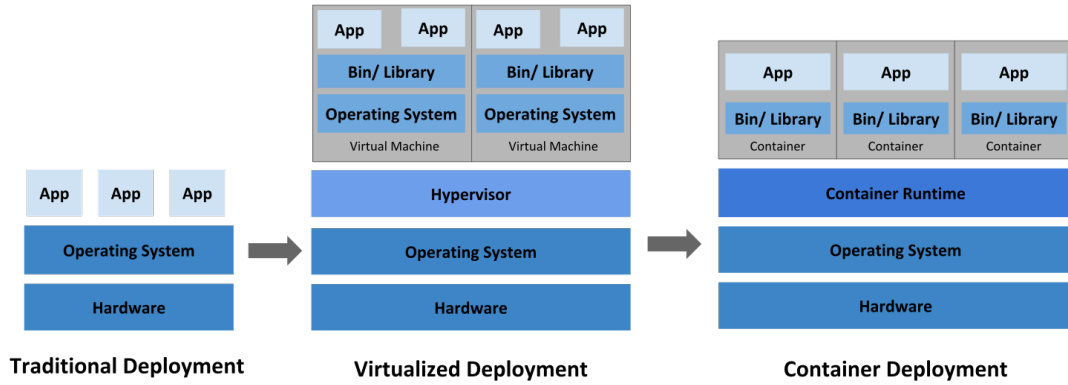 App App App
Operating System
Hardware
Traditional Deployment
App App App App
Bin/ Library Bin/ Library
Operating System Operating System
Virtual Machine Virtual Machine
Hypervisor
Operating System
Hardware
Virtualized Deployment
App App App
Bin/ Library Bin/ Library Bin/ Library
Container Container Container
Container Runtime
Operating System
Hardware
Container Deployment